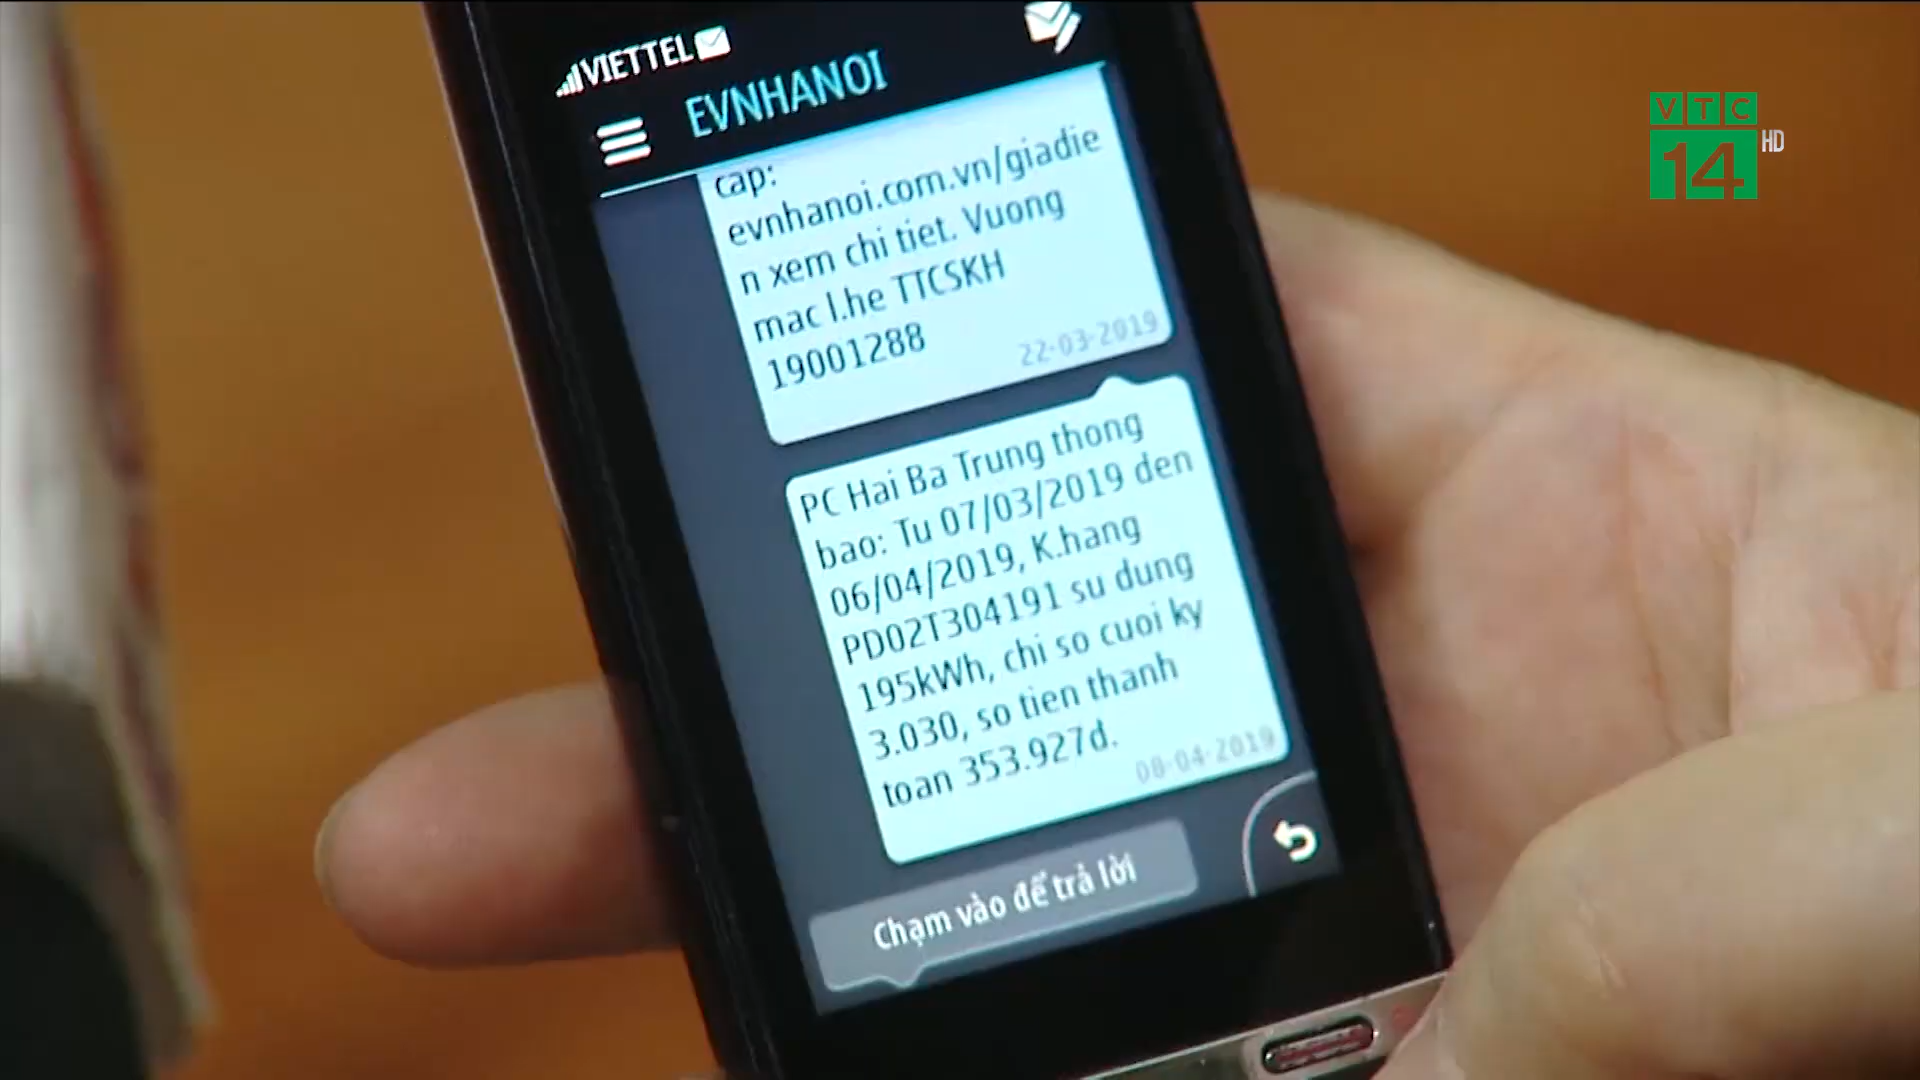 VIETTEL
EVNHANOI
cap:
evnhanoi.com.vn/giadie
n xem chi tiet. Vuong
mac l.he TTCSKH
19001288
22-03-2019
PC Hai Ba Trung thong
bao: Tu 07/03/2019 den
06/04/2019, K.hang
PD02T304191 su dung
195kWh, chi so cuoi ky
3.030, so tien thanh
toan 353.927d.
08-04-2019
Chạm vào để trả lời
VTC
14 HD